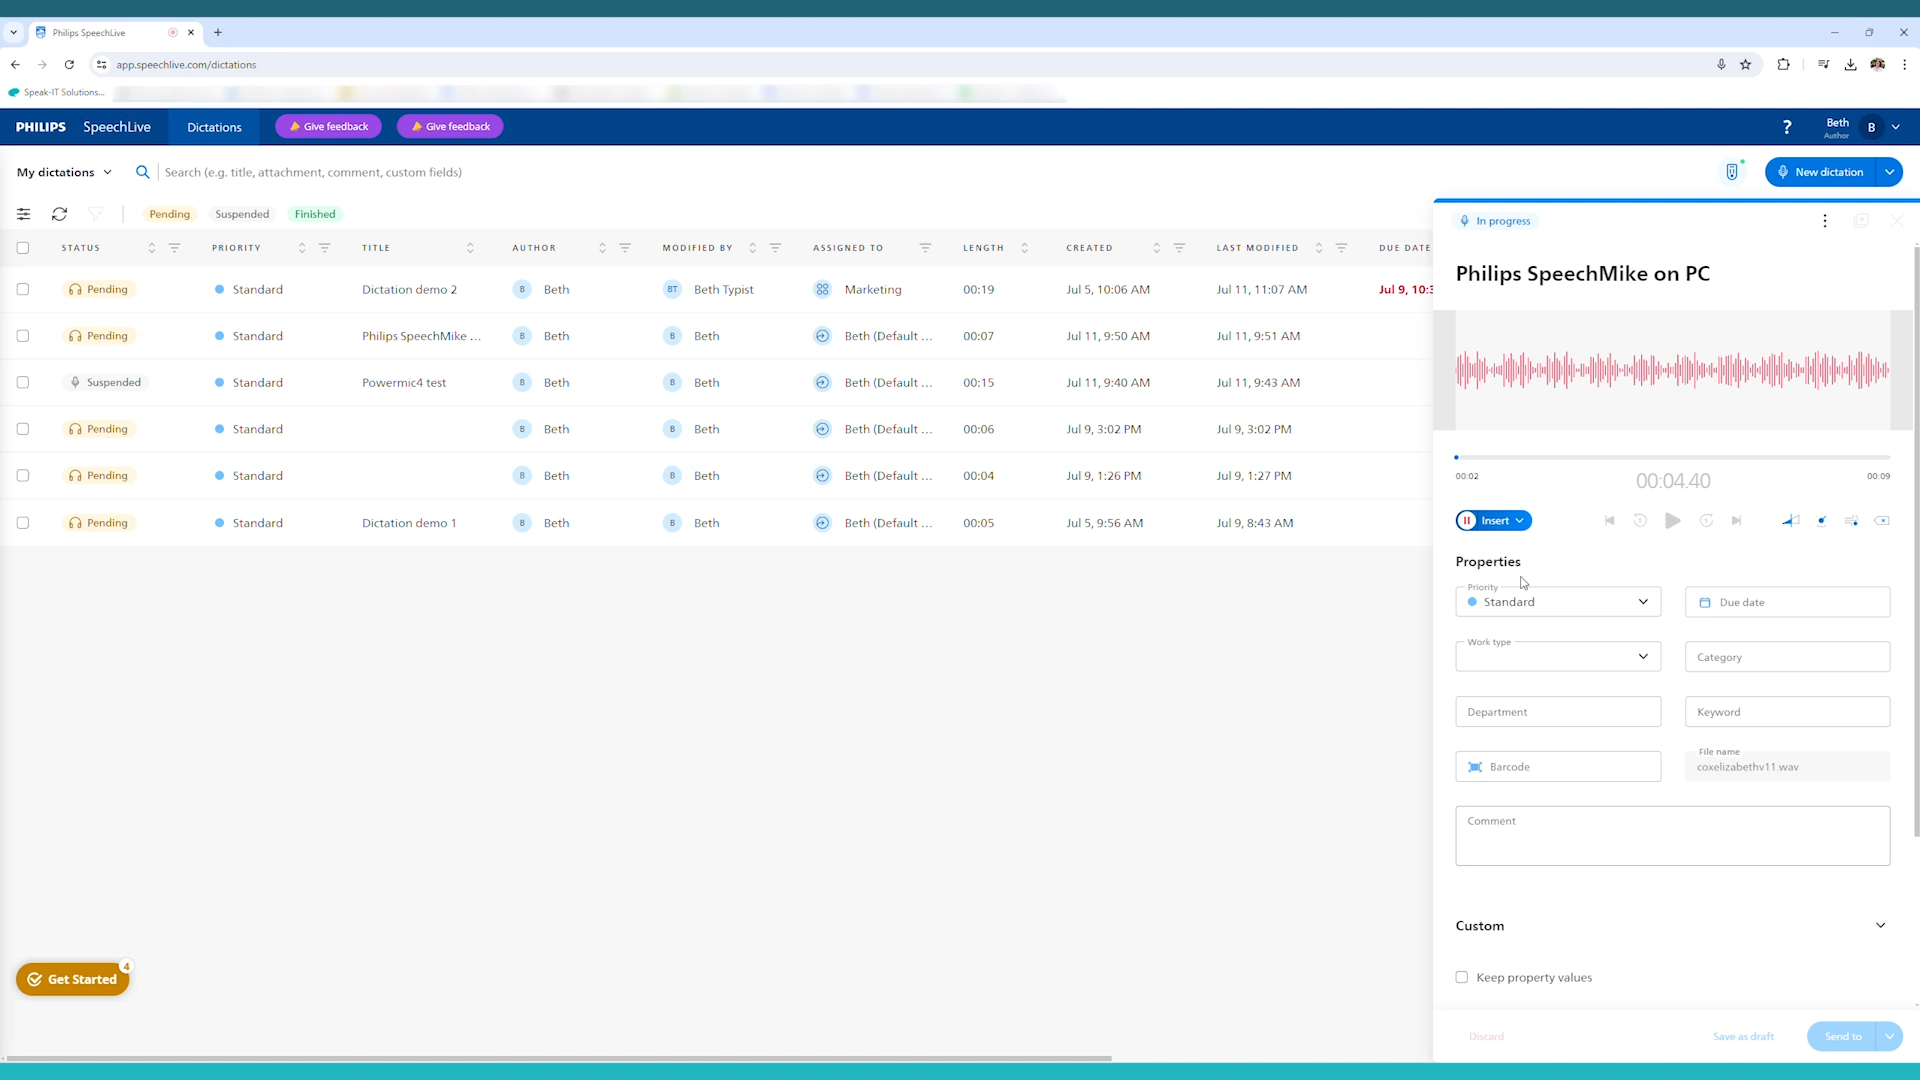 Philips SpeechLive
app.speechlive.com/dictations
Speak-IT Solutions...
PHILIPS SpeechLive Dictations Give feedback Give feedback ? Beth Author B
My dictations Search (e.g. title, attachment, comment, custom fields) New dictation
Pending Suspended Finished In progress
STATUS PRIORITY TITLE AUTHOR MODIFIED BY ASSIGNED TO LENGTH CREATED LAST MODIFIED DUE DATE
Philips SpeechMike on PC
Pending Standard Dictation demo 2 B Beth BT Beth Typist Marketing 00:19 Jul 5, 10:06 AM Jul 11, 11:07 AM Jul 9, 10:3
Pending Standard Philips SpeechMike ... B Beth B Beth Beth (Default ... 00:07 Jul 11, 9:50 AM Jul 11, 9:51 AM
Suspended Standard Powermic4 test B Beth B Beth Beth (Default ... 00:15 Jul 11, 9:40 AM Jul 11, 9:43 AM
Pending Standard B Beth B Beth Beth (Default ... 00:06 Jul 9, 3:02 PM Jul 9, 3:02 PM
Pending Standard B Beth B Beth Beth (Default ... 00:04 Jul 9, 1:26 PM Jul 9, 1:27 PM
Pending Standard Dictation demo 1 B Beth B Beth Beth (Default ... 00:05 Jul 5, 9:56 AM Jul 9, 8:43 AM
00:02 00:04.40 00:09
Insert
Properties
Priority
Standard Due date
Work type
Category
Department Keyword
File name
Barcode coxelizabethv11.wav
Comment
Custom
Get Started 4
Keep property values
Discard Save as draft Send to